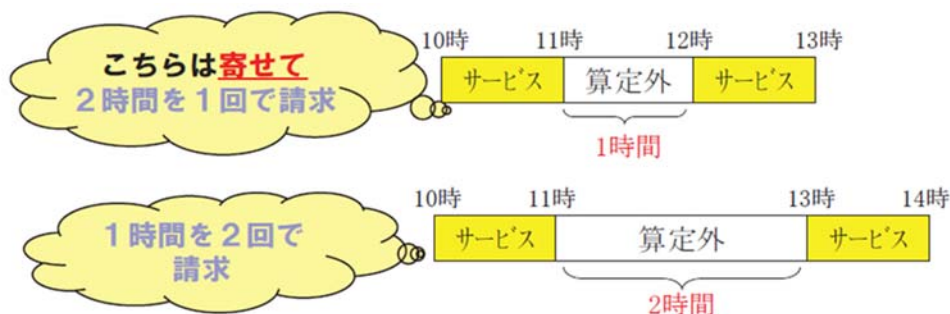 こちらは寄せて
２時間を１回で請求
10時 11時 12時 13時
サービス 算定外 サービス
1時間
１時間を２回で
請求
10時 11時 13時 14時
サービス 算定外 サービス
2時間